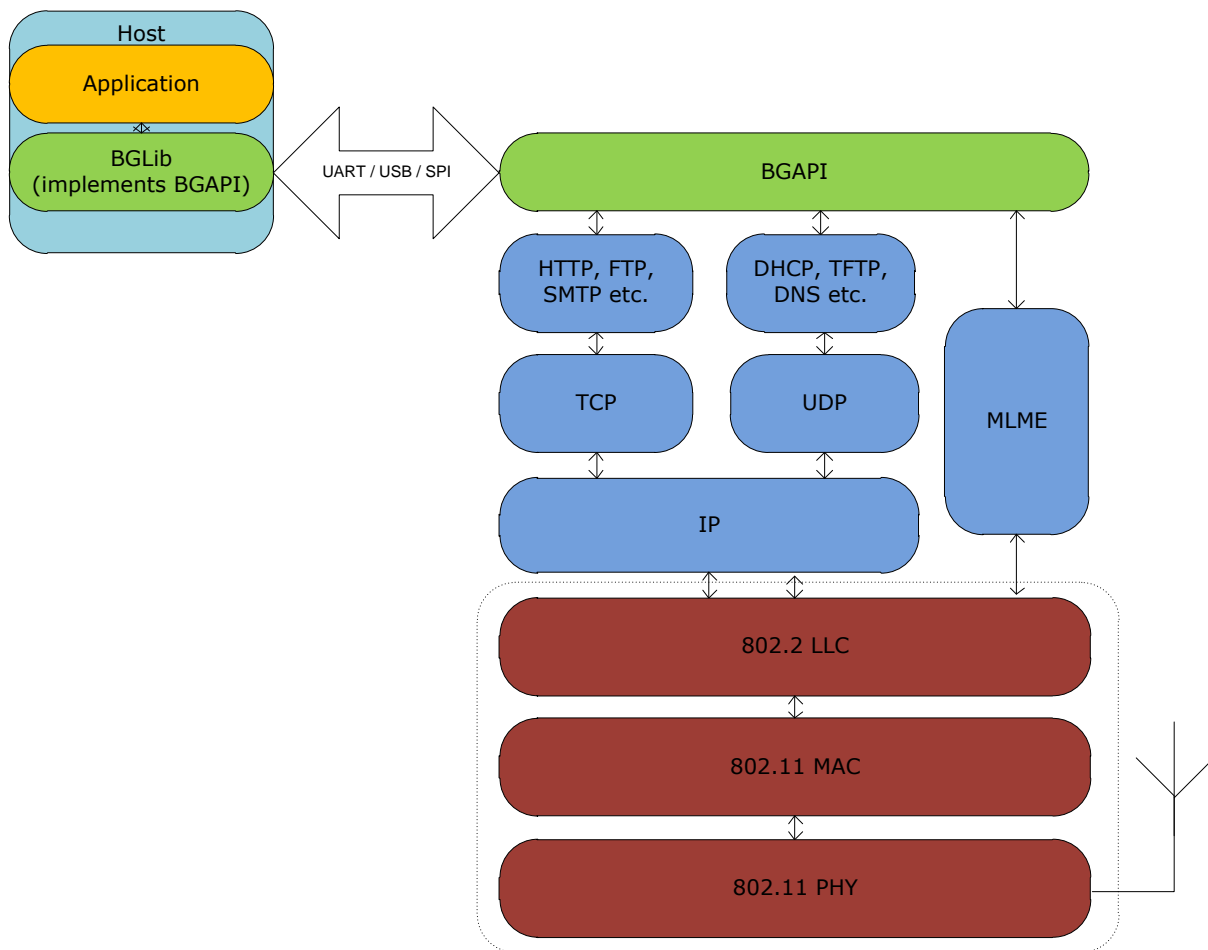 Host
Application
BGLib
(implements BGAPI)
UART / USB / SPI
BGAPI
HTTP, FTP,
SMTP etc.
DHCP, TFTP,
DNS etc.
TCP
UDP
MLME
IP
802.2 LLC
802.11 MAC
802.11 PHY